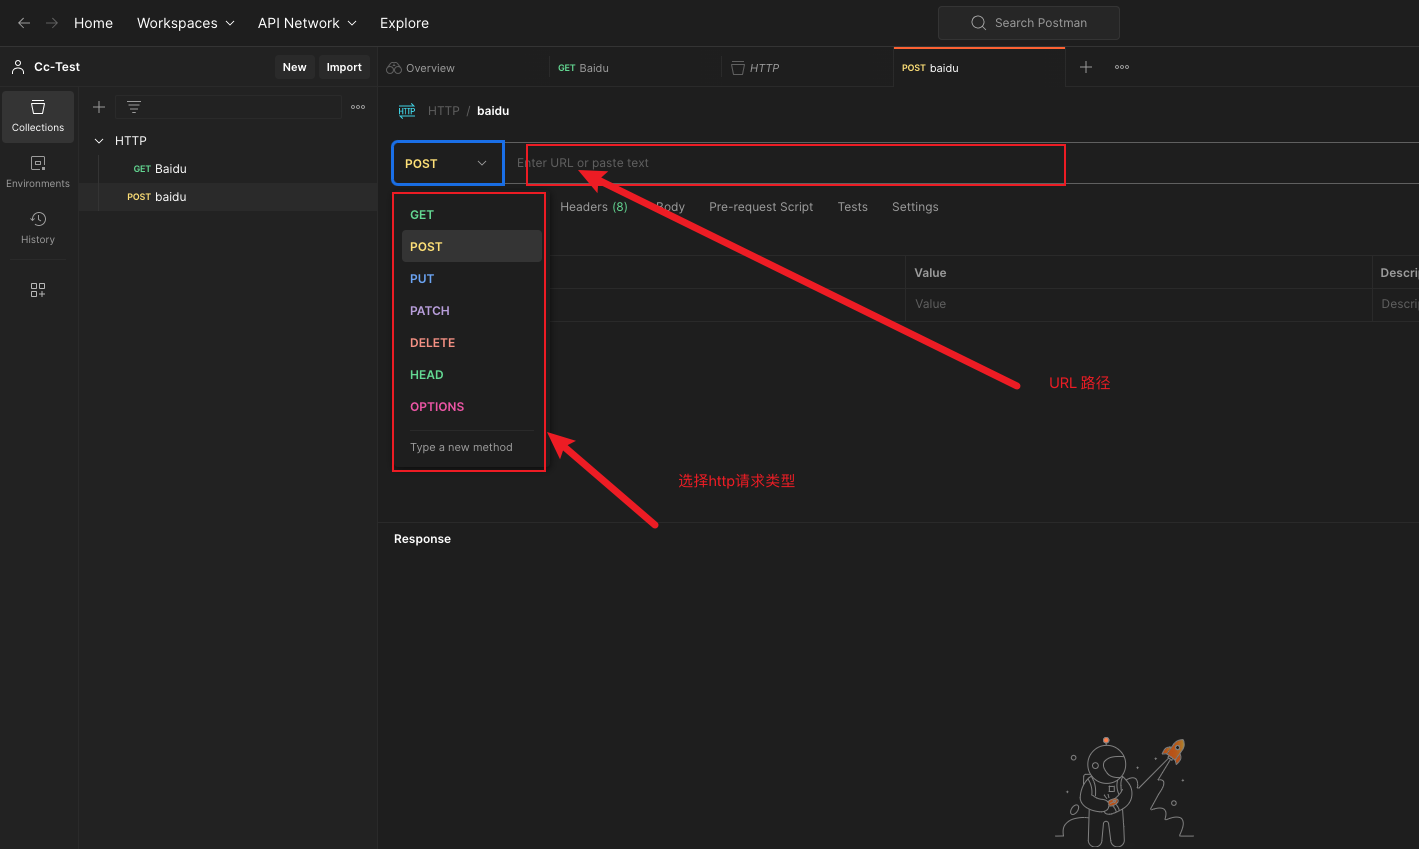 Home Workspaces API Network Explore Search Postman
Cc-Test New Import
Overview GET Baidu HTTP POST baidu
Collections
Environments
History
HTTP
GET Baidu
POST baidu
HTTP / baidu
POST Enter URL or paste text
Headers (8) Body Pre-request Script Tests Settings
GET
POST
PUT
PATCH
DELETE
HEAD
OPTIONS
Type a new method
Value Descri
Value Descrip
URL 路径
选择http请求类型
Response